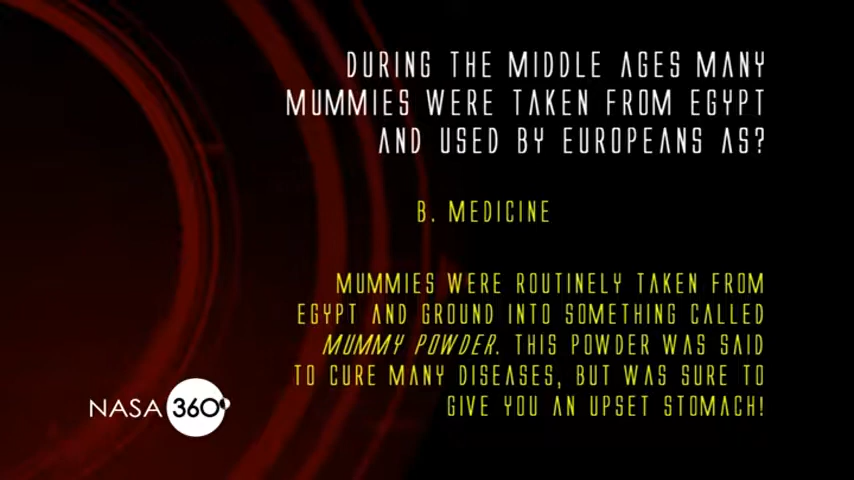 DURING THE MIDDLE AGES MANY
MUMMIES WERE TAKEN FROM EGYPT
AND USED BY EUROPEANS AS?
B. MEDICINE
MUMMIES WERE ROUTINELY TAKEN FROM
EGYPT AND GROUND INTO SOMETHING CALLED
MUMMY POWDER. THIS POWDER WAS SAID
TO CURE MANY DISEASES, BUT WAS SURE TO
GIVE YOU AN UPSET STOMACH!
NASA 360°